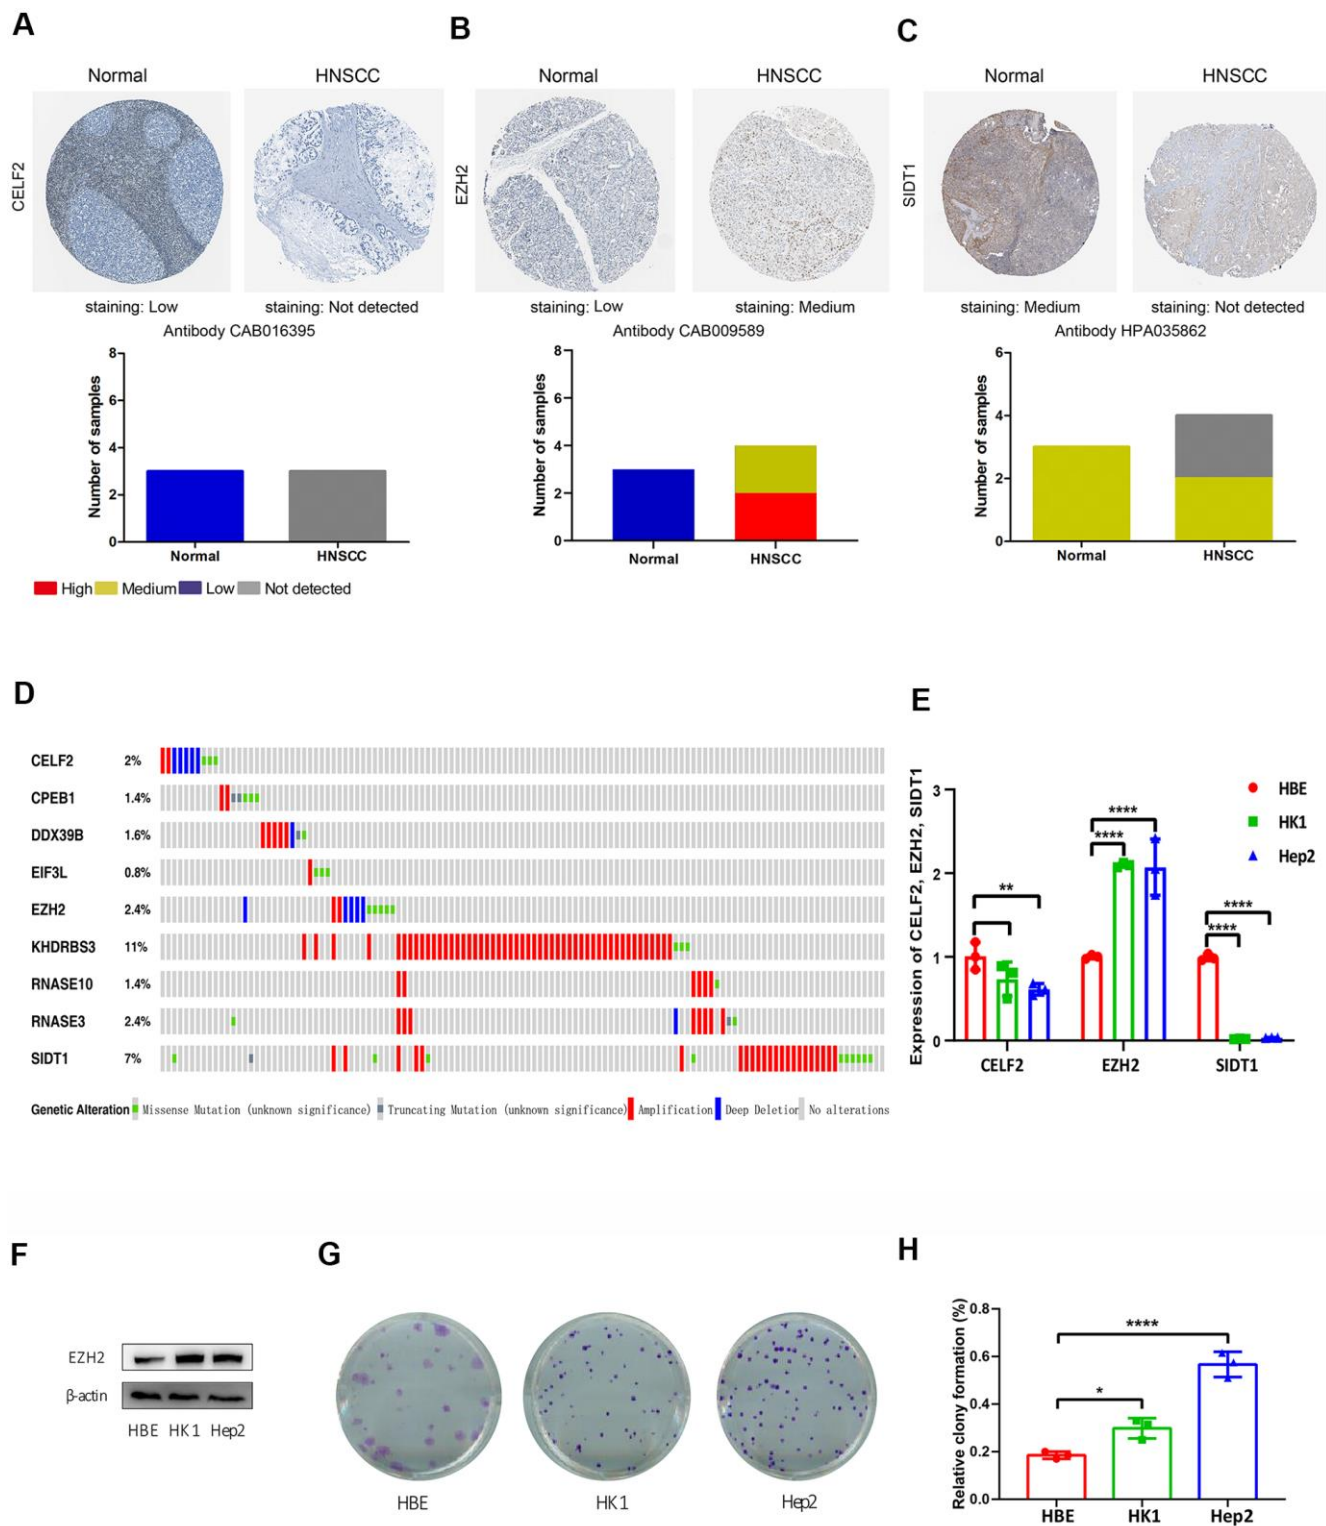 A
B
C
Normal HNSCC
Normal HNSCC
Normal HNSCC
CELF2
EZH2
SIDT1
staining: Low staining: Not detected
staining: Low staining: Medium
staining: Medium staining: Not detected
Antibody CAB016395
Antibody CAB009589
Antibody HPA035862
Number of samples
8
6
4
2
0
Normal HNSCC
Number of samples
8
6
4
2
0
Normal HNSCC
Number of samples
6
4
2
0
Normal HNSCC
High Medium Low Not detected
D
CELF2 2%
CPEB1 1.4%
DDX39B 1.6%
EIF3L 0.8%
EZH2 2.4%
KHDRBS3 11%
RNASE10 1.4%
RNASE3 2.4%
SIDT1 7%
Genetic Alteration Missense Mutation (unknown significance) Truncating Mutation (unknown significance) Amplification Deep Deletion No alterations
E
Expression of CELF2, EZH2, SIDT1
3
2
1
0
**
****
****
****
****
HBE
HK1
Hep2
CELF2 EZH2 SIDT1
F
EZH2
β-actin
HBE HK1 Hep2
G
HBE HK1 Hep2
H
Relative clony formation (%)
0.8
0.6
0.4
0.2
0.0
****
*
HBE HK1 Hep2